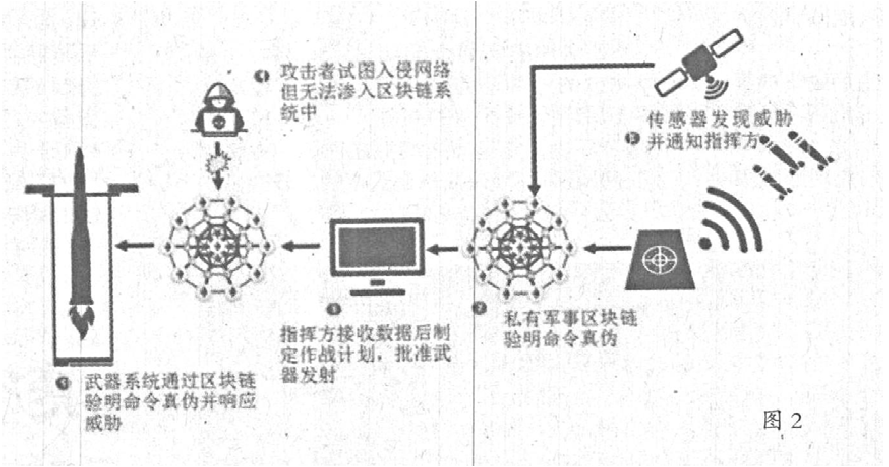 攻击者试图入侵网络
但无法渗入区块链系
统中
传感器发现威胁
并通知指挥方
私有军事区块链
验明命令真伪
指挥方接收数据后制
定作战计划,批准武
器发射
武器系统通过区块链
验明命令真伪并响应
威胁
图 2